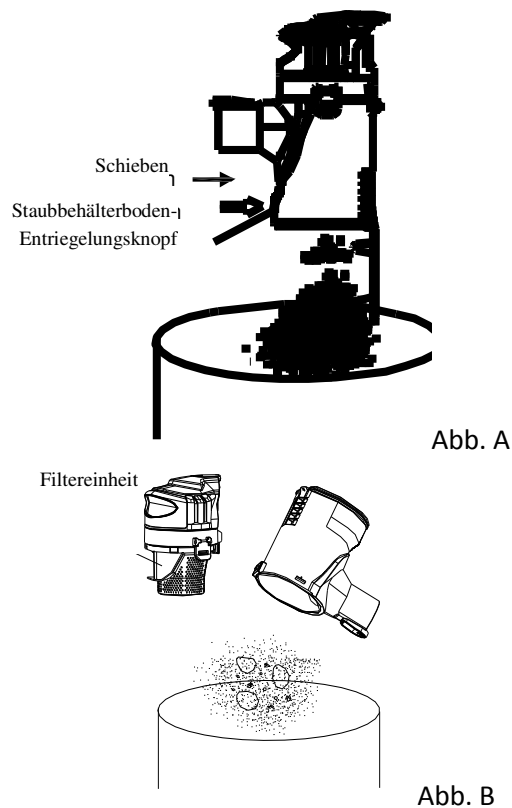 Schieben
Staubbehälterboden-
Entriegelungsknopf
Abb. A
Filtereinheit
Abb. B